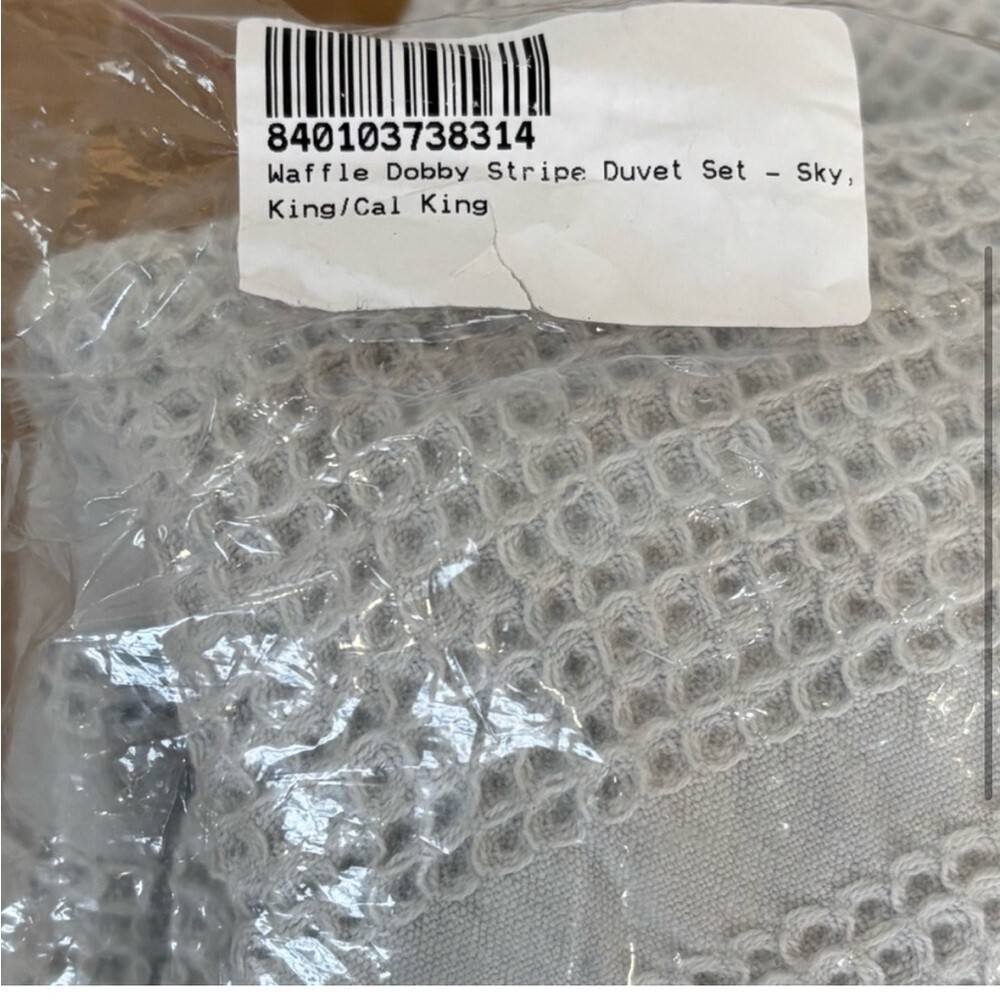 840103738314
Waffle Dobby Stripe Duvet Set - Sky,
King/Cal King